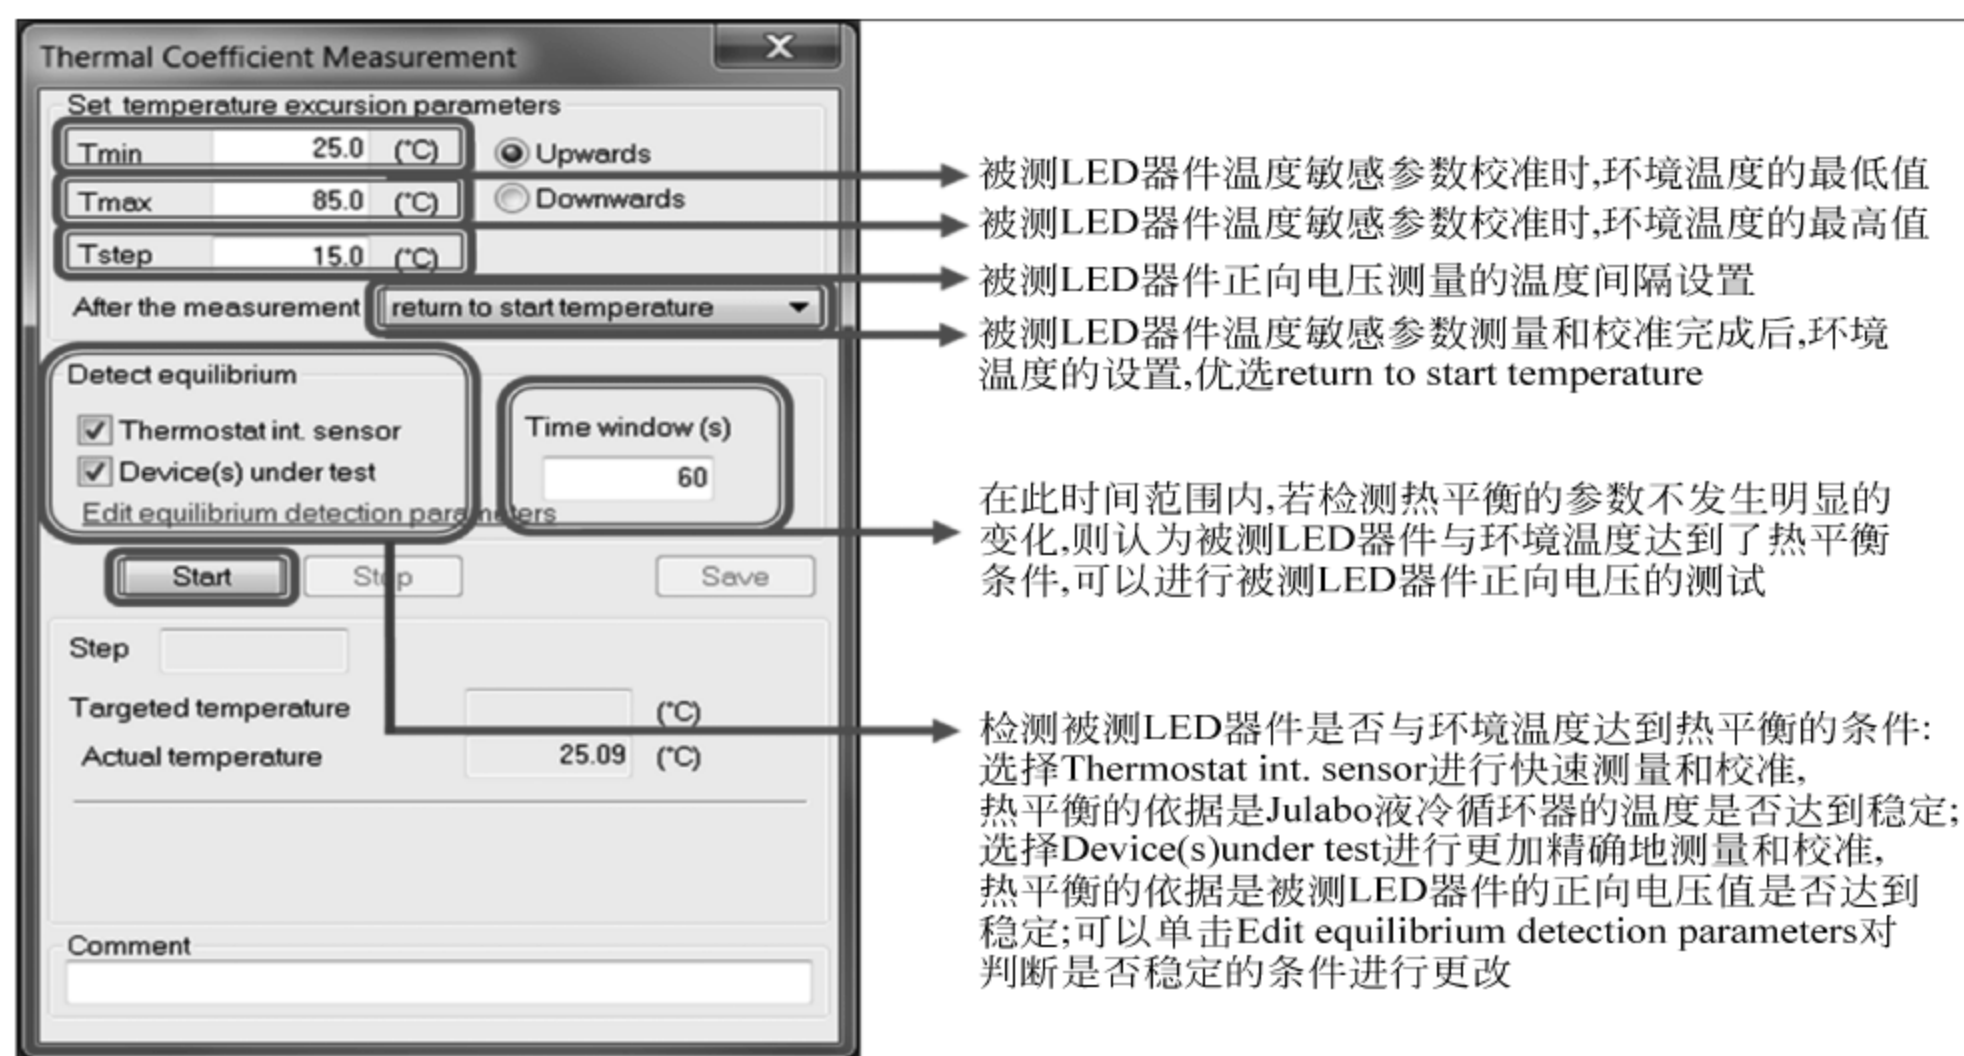 Thermal Coefficient Measurement
Set temperature excursion parameters
Tmin 25.0 (°C) Upwards
Tmax 85.0 (°C) Downwards
Tstep 15.0 (°C)
After the measurement return to start temperature
Detect equilibrium
Thermostat int. sensor
Device(s) under test
Edit equilibrium detection parameters
Time window (s)
60
Start Stop Save
Step
Targeted temperature (°C)
Actual temperature 25.09 (°C)
Comment
被测LED器件温度敏感参数校准时,环境温度的最低值
被测LED器件温度敏感参数校准时,环境温度的最高值
被测LED器件正向电压测量的温度间隔设置
被测LED器件温度敏感参数测量和校准完成后,环境
温度的设置,优选return to start temperature
在此时间范围内,若检测热平衡的参数不发生明显的
变化,则认为被测LED器件与环境温度达到了热平衡
条件,可以进行被测LED器件正向电压的测试
检测被测LED器件是否与环境温度达到热平衡的条件:
选择Thermostat int. sensor进行快速测量和校准,
热平衡的依据是Julabo液冷循环器的温度是否达到稳定;
选择Device(s)under test进行更加精确地测量和校准,
热平衡的依据是被测LED器件的正向电压值是否达到
稳定;可以单击Edit equilibrium detection parameters对
判断是否稳定的条件进行更改